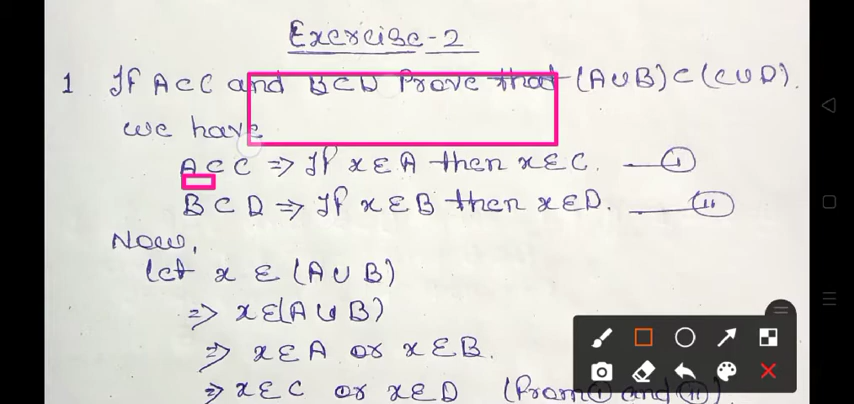 Exercise-2
1 If A⊂C and B⊂D Prove that (A∪B)⊂(C∪D).
we have
A⊂C => If x∈A then x∈C. —(i)
B⊂D => If x∈B then x∈D. —(ii)
Now,
let x ∈ (A∪B)
=> x∈(A∪B)
=> x∈A or x∈B.
=> x∈C or x∈D (From (i) and (ii))